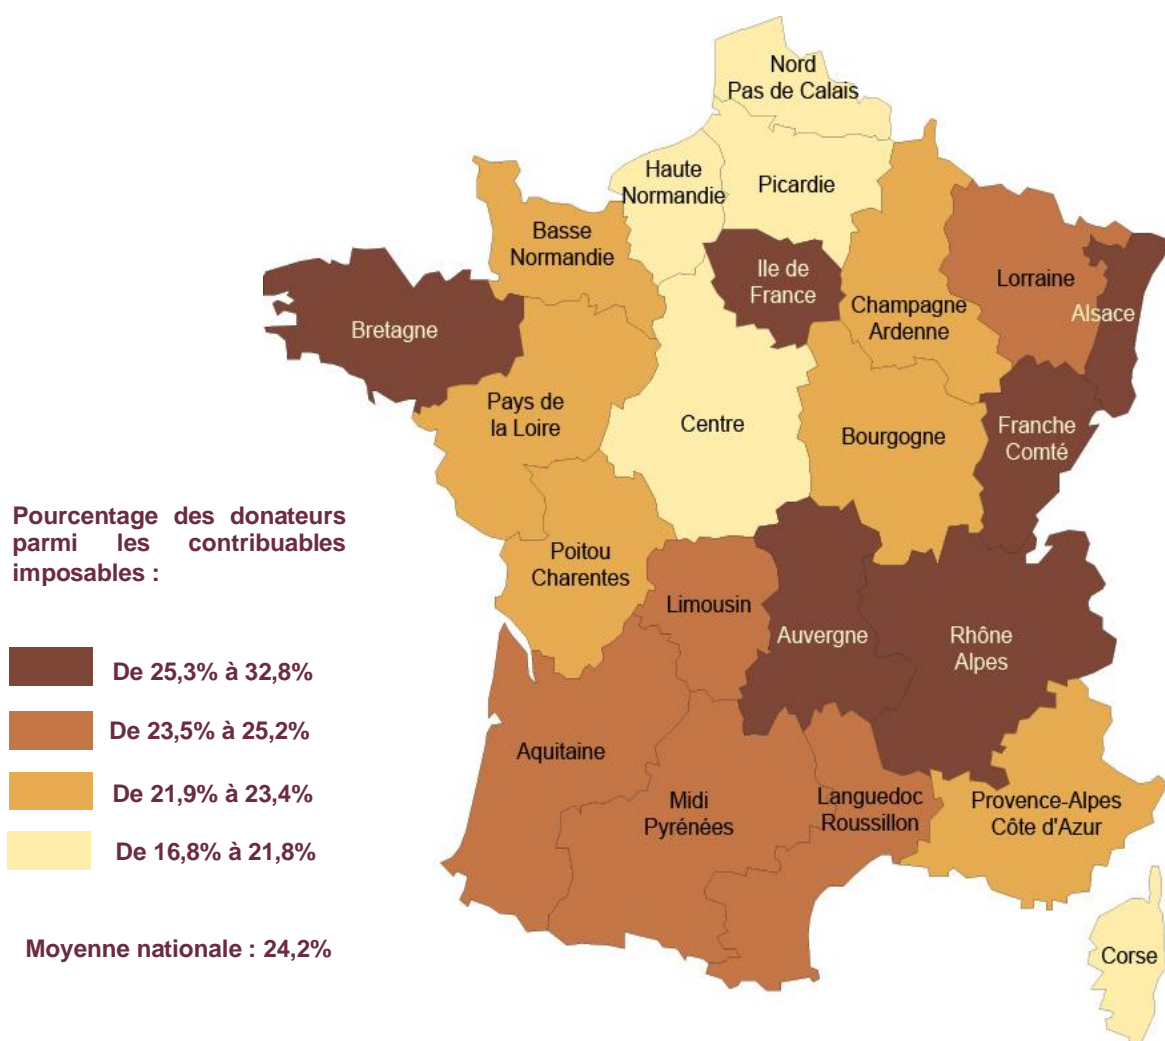 Nord
Pas de Calais
Haute
Normandie
Picardie
Basse
Normandie
Ile de
France
Champagne
Ardenne
Lorraine
Alsace
Bretagne
Pays de
la Loire
Centre
Bourgogne
Franche
Comté
Poitou
Charentes
Limousin
Auvergne
Rhône
Alpes
Aquitaine
Midi
Pyrénées
Languedoc
Roussillon
Provence-Alpes
Côte d'Azur
Corse
Pourcentage des donateurs
parmi les contribuables
imposables :
De 25,3% à 32,8%
De 23,5% à 25,2%
De 21,9% à 23,4%
De 16,8% à 21,8%
Moyenne nationale : 24,2%